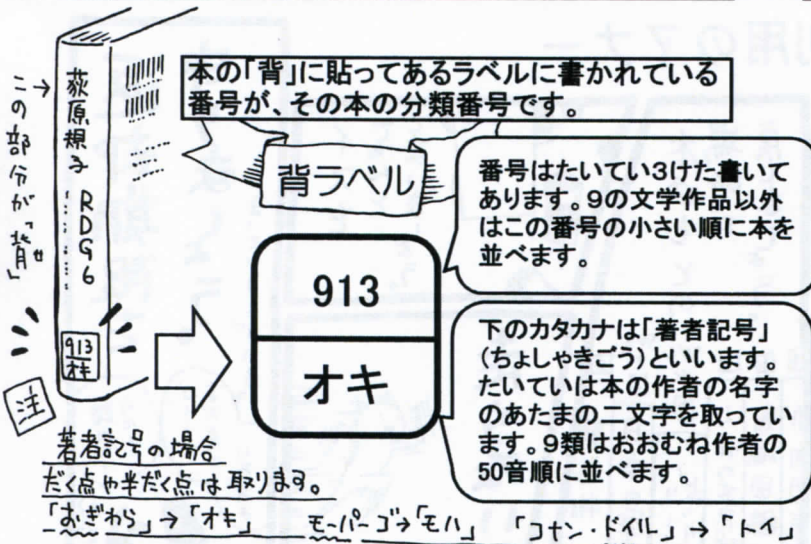 本の「背」に貼ってあるラベルに書かれている
番号が、その本の分類番号です。
この部分が「背」
せ
荻原規子 RDG6
913
オキ
背ラベル
913
オキ
番号はたいてい3けた書いて
あります。9の文学作品以外
はこの番号の小さい順に本を
並べます。
下のカタカナは「著者記号」
(ちょしゃきごう)といいます。
たいていは本の作者の名字
のあたまの二文字を取ってい
ます。9類はおおむね作者の
50音順に並べます。
注
著者記号の場合
だく点や半だく点は取ります。
「おぎわら」→「オキ」 モーパーゴ→「モハ」 「コナン・ドイル」→「トイ」